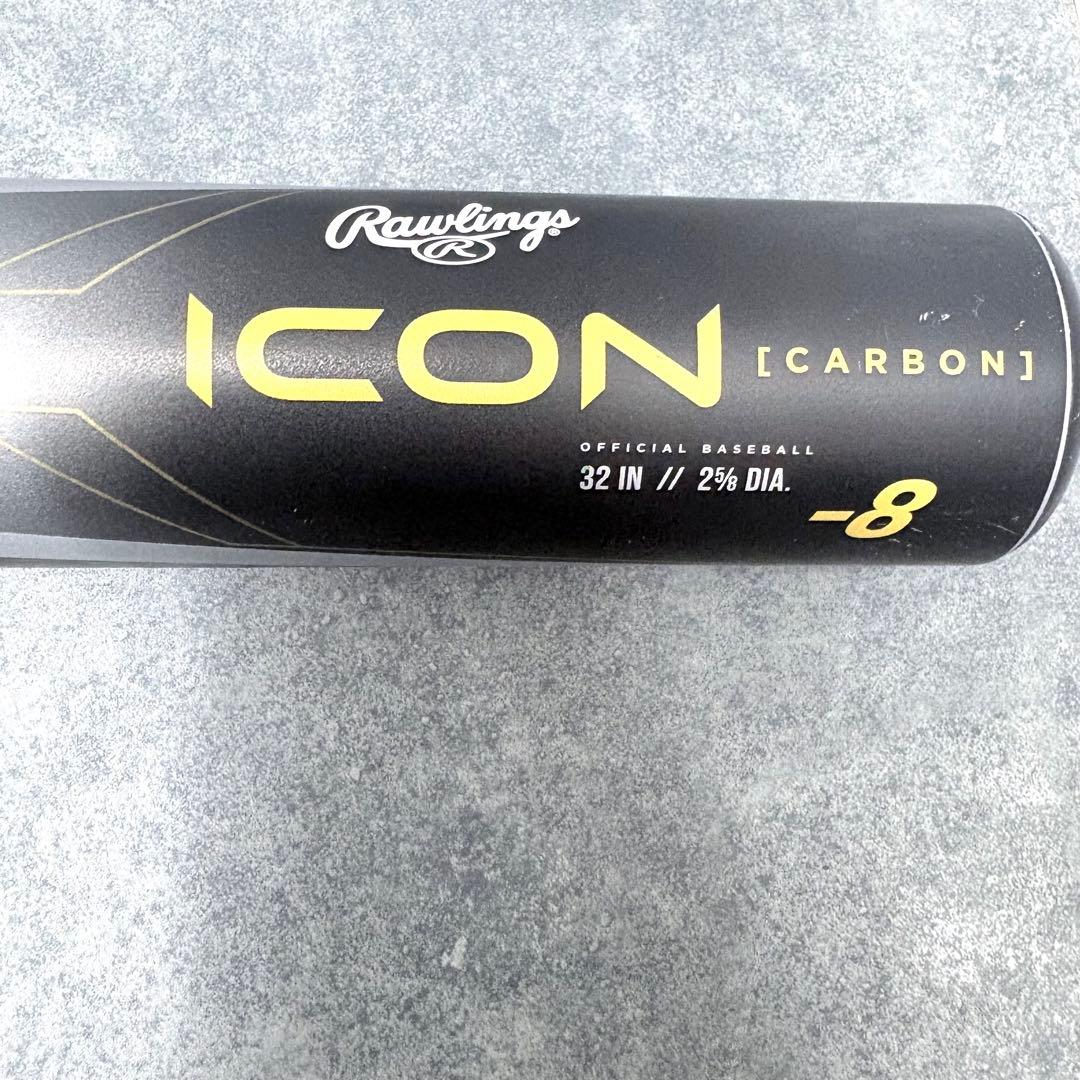 Rawlings®
R
ICON [CARBON]
OFFICIAL BASEBALL
32 IN // 2⅝ DIA.
-8